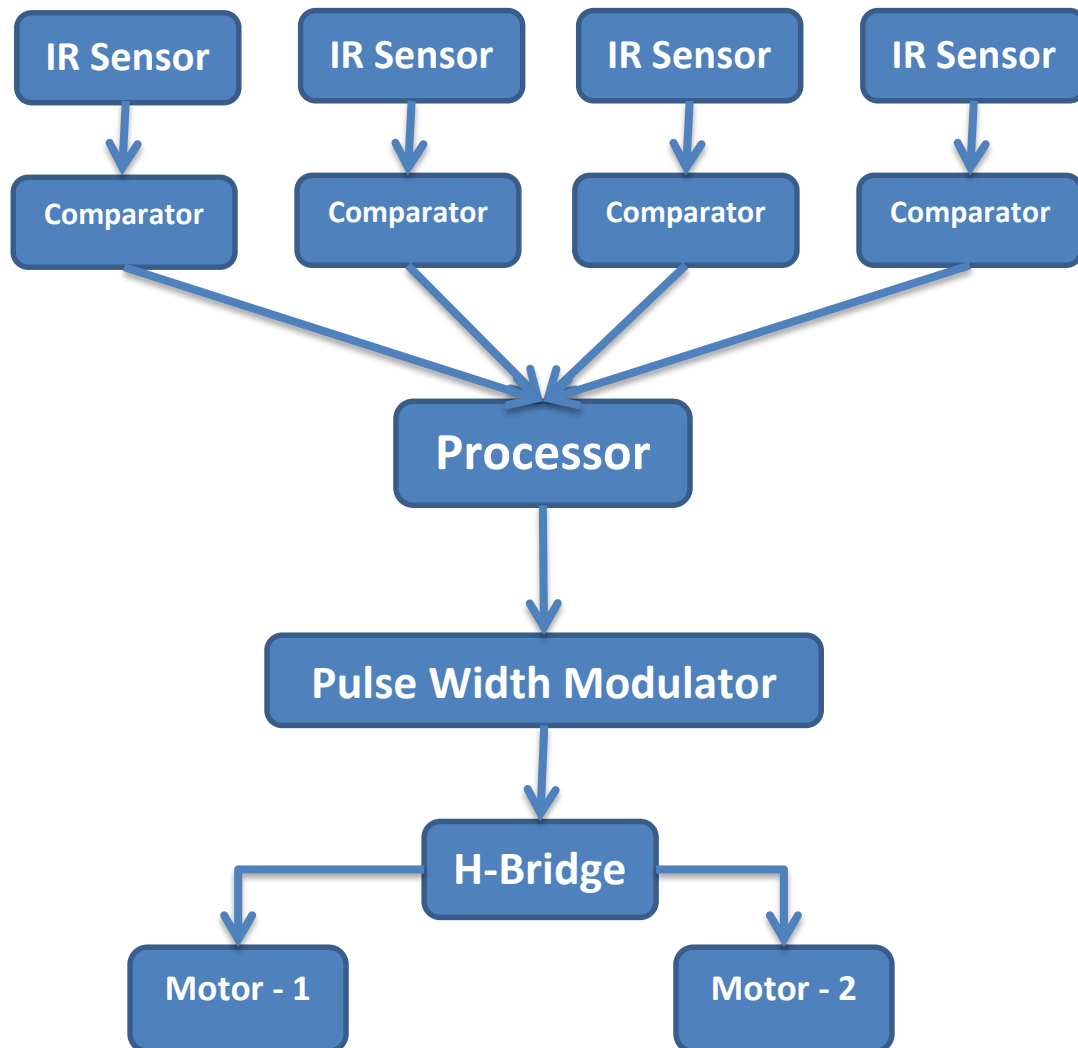 IR Sensor
IR Sensor
IR Sensor
IR Sensor
Comparator
Comparator
Comparator
Comparator
Processor
Pulse Width Modulator
H-Bridge
Motor - 1
Motor - 2